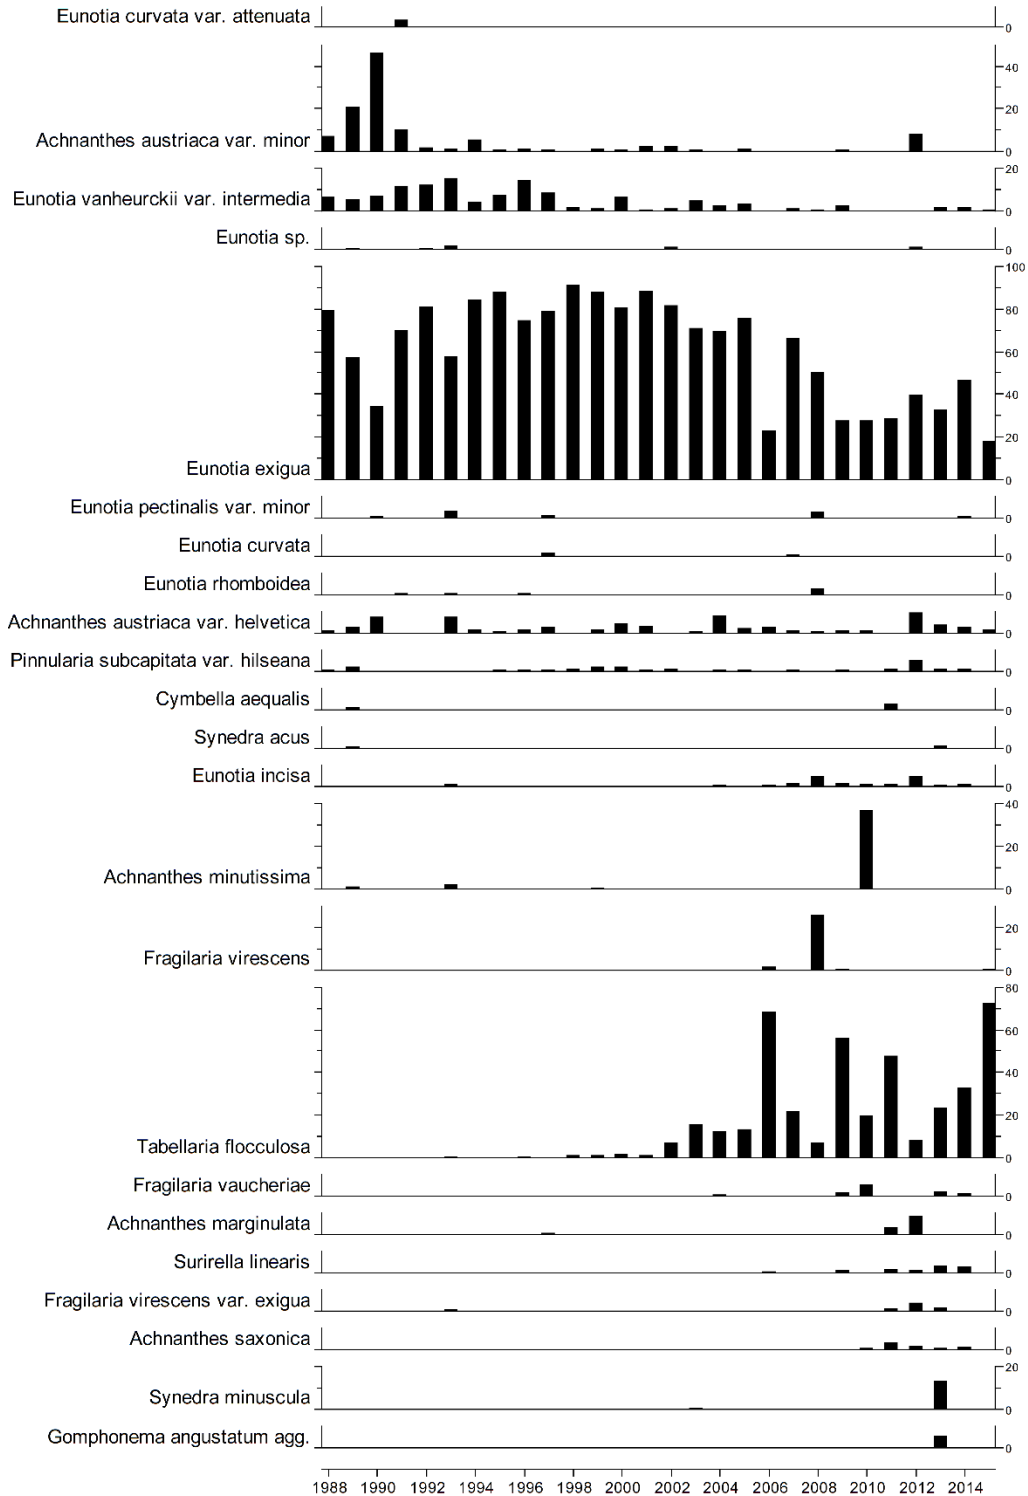 Eunotia curvata var. attenuata
0
40
20
Achnanthes austriaca var. minor
0
20
Eunotia vanheurckii var. intermedia
0
Eunotia sp.
0
100
80
60
40
20
Eunotia exigua
0
Eunotia pectinalis var. minor
0
Eunotia curvata
0
Eunotia rhomboidea
0
Achnanthes austriaca var. helvetica
0
Pinnularia subcapitata var. hilseana
0
Cymbella aequalis
0
Synedra acus
0
Eunotia incisa
0
40
20
Achnanthes minutissima
0
20
Fragilaria virescens
0
80
60
40
20
Tabellaria flocculosa
0
Fragilaria vaucheriae
0
Achnanthes marginulata
0
Surirella linearis
0
Fragilaria virescens var. exigua
0
Achnanthes saxonica
0
20
Synedra minuscula
0
Gomphonema angustatum agg.
0
1988 1990 1992 1994 1996 1998 2000 2002 2004 2006 2008 2010 2012 2014